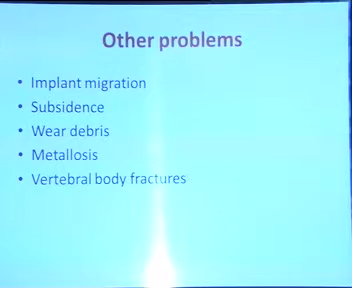 Other problems
• Implant migration
• Subsidence
• Wear debris
• Metallosis
• Vertebral body fractures